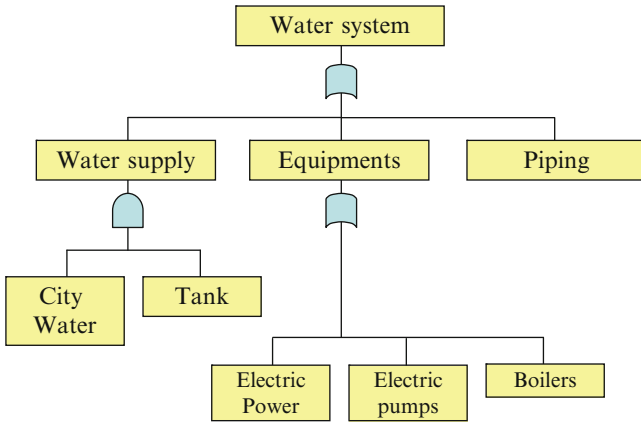 Water system
Water supply
Equipments
Piping
City
Water
Tank
Electric
Power
Electric
pumps
Boilers